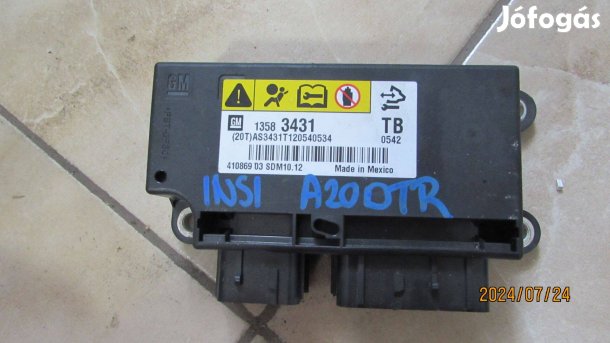 Jófogás
GM
GM 1358 3431 TB
(20T)AS3431T120540534 0542
410869 03 SDM10.12 Made in Mexico
INSI A20DTR
2024/07/24